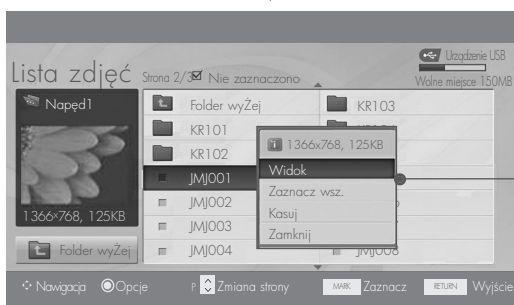 Urządzenie USB
Lista zdjęć Strona 2/3 Nie zaznaczono
Wolne miejsce 150MB
Napęd1
1366x768, 125KB
Folder wyŻej
Folder wyŻej
KR101
KR102
JMJ001
JMJ002
JMJ003
JMJ004
KR103
1366x768, 125KB
Widok
Zaznacz wsz.
Kasuj
Zamknij
JMJ008
Nawigacja Opcje P Zmiana strony MARK Zaznacz RETURN Wyjście